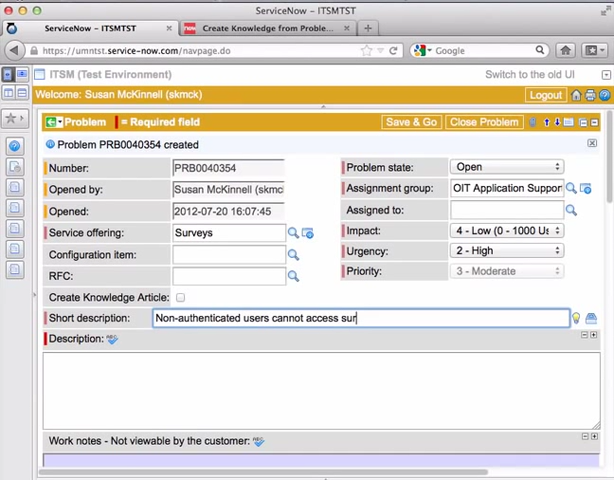 ServiceNow - ITSMTST
ServiceNow - ITSMTST
Create Knowledge from Proble...
https://umntst.service-now.com/navpage.do
Google
ITSM (Test Environment)
Switch to the old UI
Welcome: Susan McKinnell (skmck)
Logout
Problem
= Required field
Save & Go
Close Problem
Problem PRB0040354 created
Number:
PRB0040354
Problem state:
Open
Opened by:
Susan McKinnell (skmc
Assignment group:
OIT Application Suppor
Opened:
2012-07-20 16:07:45
Assigned to:
Service offering:
Surveys
Impact:
4 - Low (0 - 1000 Us
Configuration item:
Urgency:
2 - High
RFC:
Priority:
3 - Moderate
Create Knowledge Article:
Short description:
Non-authenticated users cannot access sur
Description:
Work notes - Not viewable by the customer: